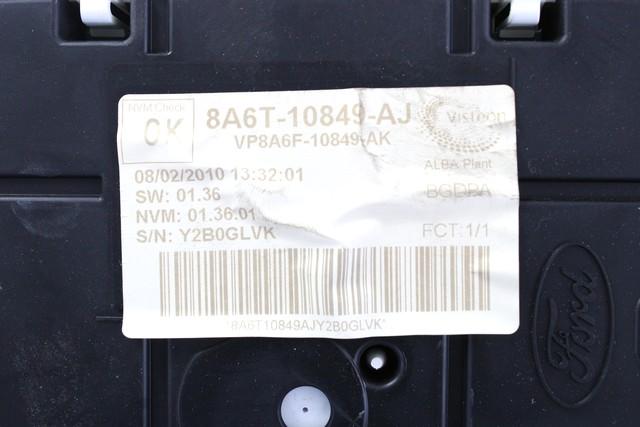 NVM Check
OK
8A6T-10849-AJ
VP8A6F-10849-AK
Visteon
ALBA Plant
08/02/2010 13:32:01
SW: 01.36
BGDPA
NVM: 01.36.01
S/N: Y2B0GLVK
FCT:1/1
*8A6T10849AJY2B0GLVK*
Ford